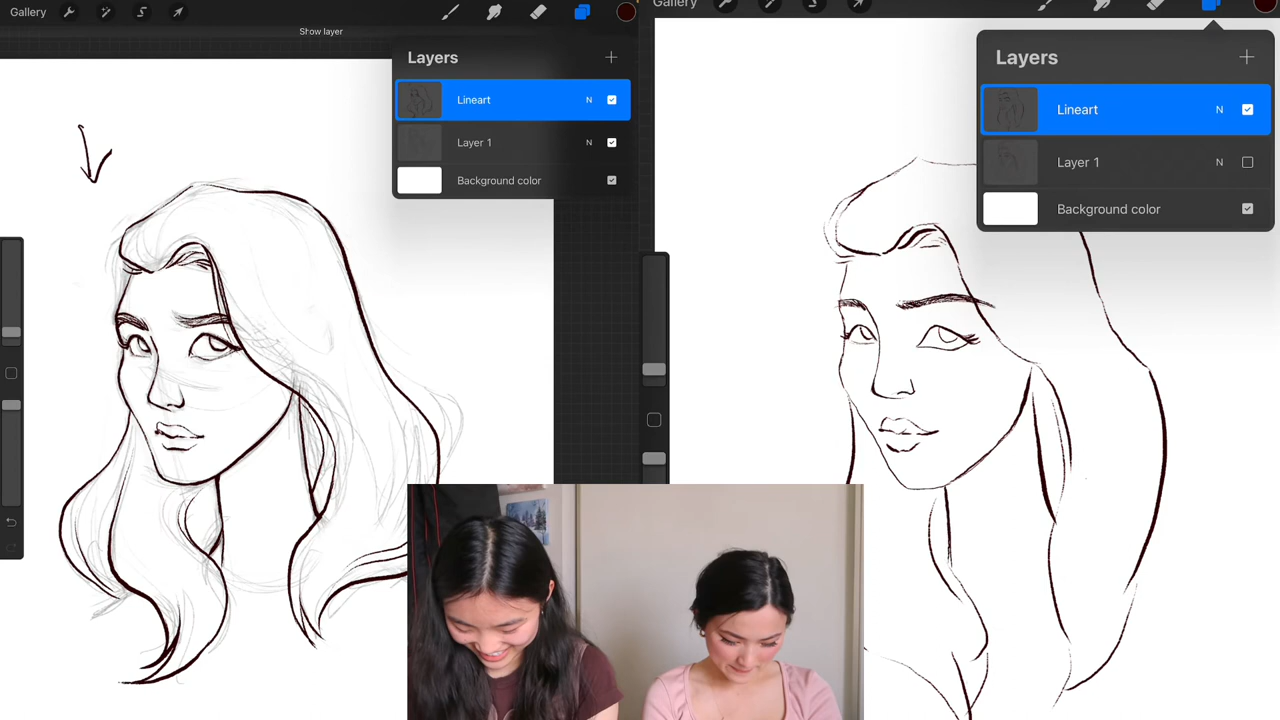 Gallery
Show layer
Layers
Lineart N
Layer 1 N
Background color
Gallery
Layers
Lineart N
Layer 1 N
Background color